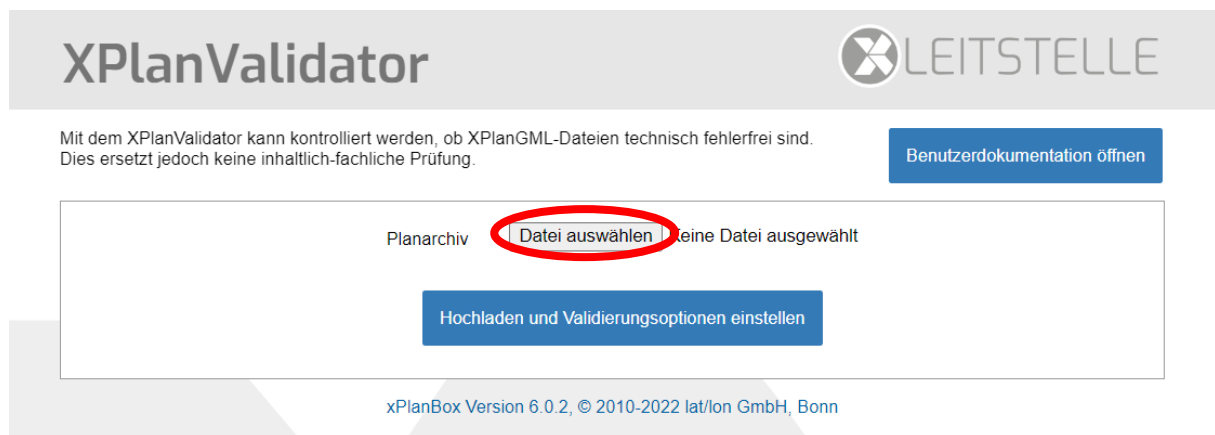 XPlanValidator
LEITSTELLE
Mit dem XPlanValidator kann kontrolliert werden, ob XPlanGML-Dateien technisch fehlerfrei sind.
Dies ersetzt jedoch keine inhaltlich-fachliche Prüfung.
Benutzerdokumentation öffnen
Planarchiv Datei auswählen Keine Datei ausgewählt
Hochladen und Validierungsoptionen einstellen
xPlanBox Version 6.0.2, © 2010-2022 lat/lon GmbH, Bonn